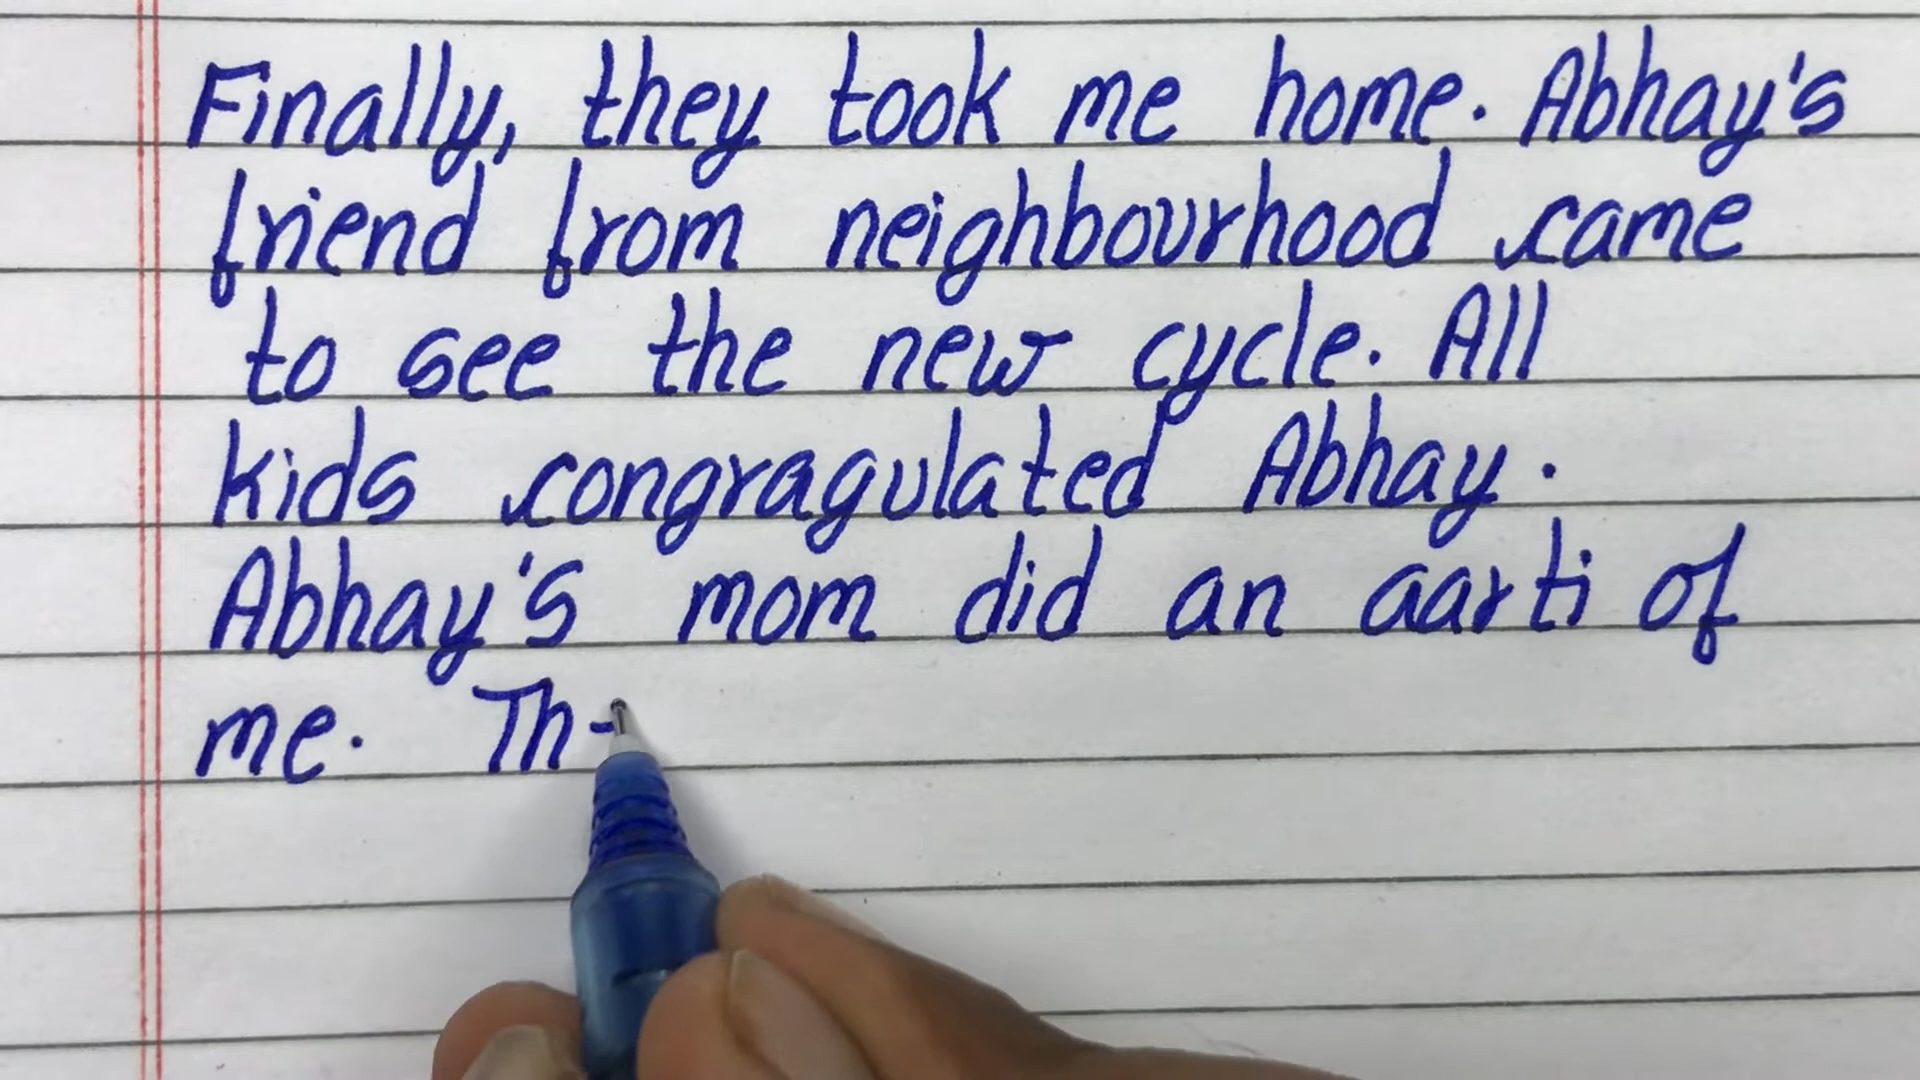 Finally, they took me home. Abhay's
friend from neighbourhood came
to see the new cycle. All
kids congragulated Abhay.
Abhay's mom did an aarti of
me. Th